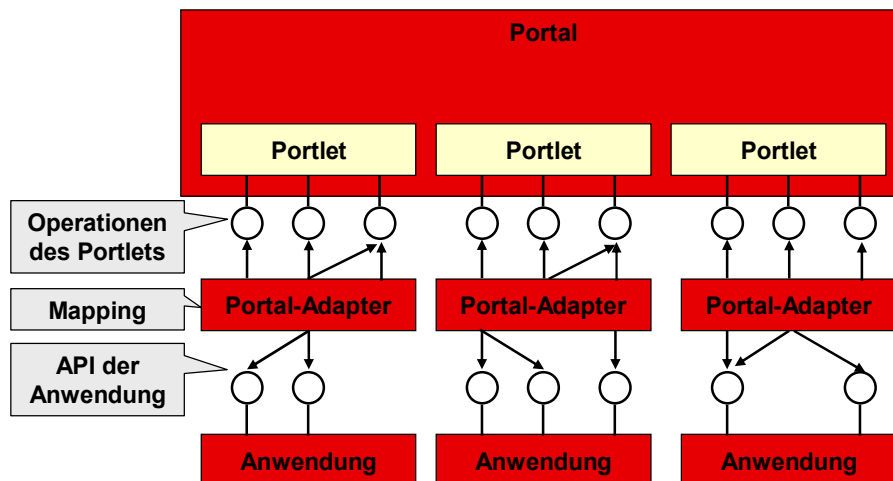 Portal
Portlet
Portlet
Portlet
Operationen
des Portlets
Mapping
Portal-Adapter
Portal-Adapter
Portal-Adapter
API der
Anwendung
Anwendung
Anwendung
Anwendung